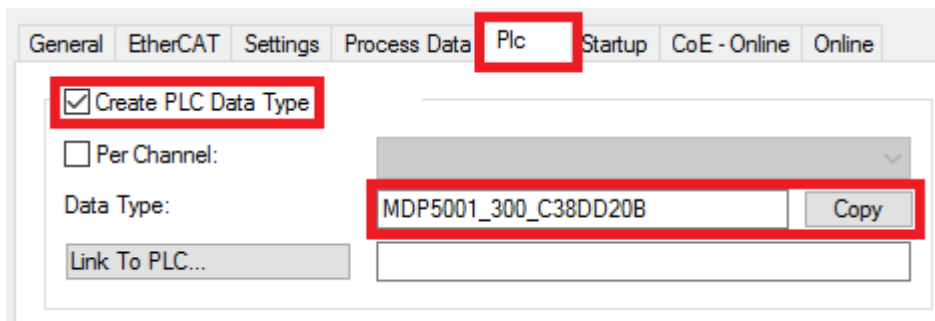 General EtherCAT Settings Process Data Plc Startup CoE - Online Online
Create PLC Data Type
Per Channel:
Data Type: MDP5001_300_C38DD20B Copy
Link To PLC...